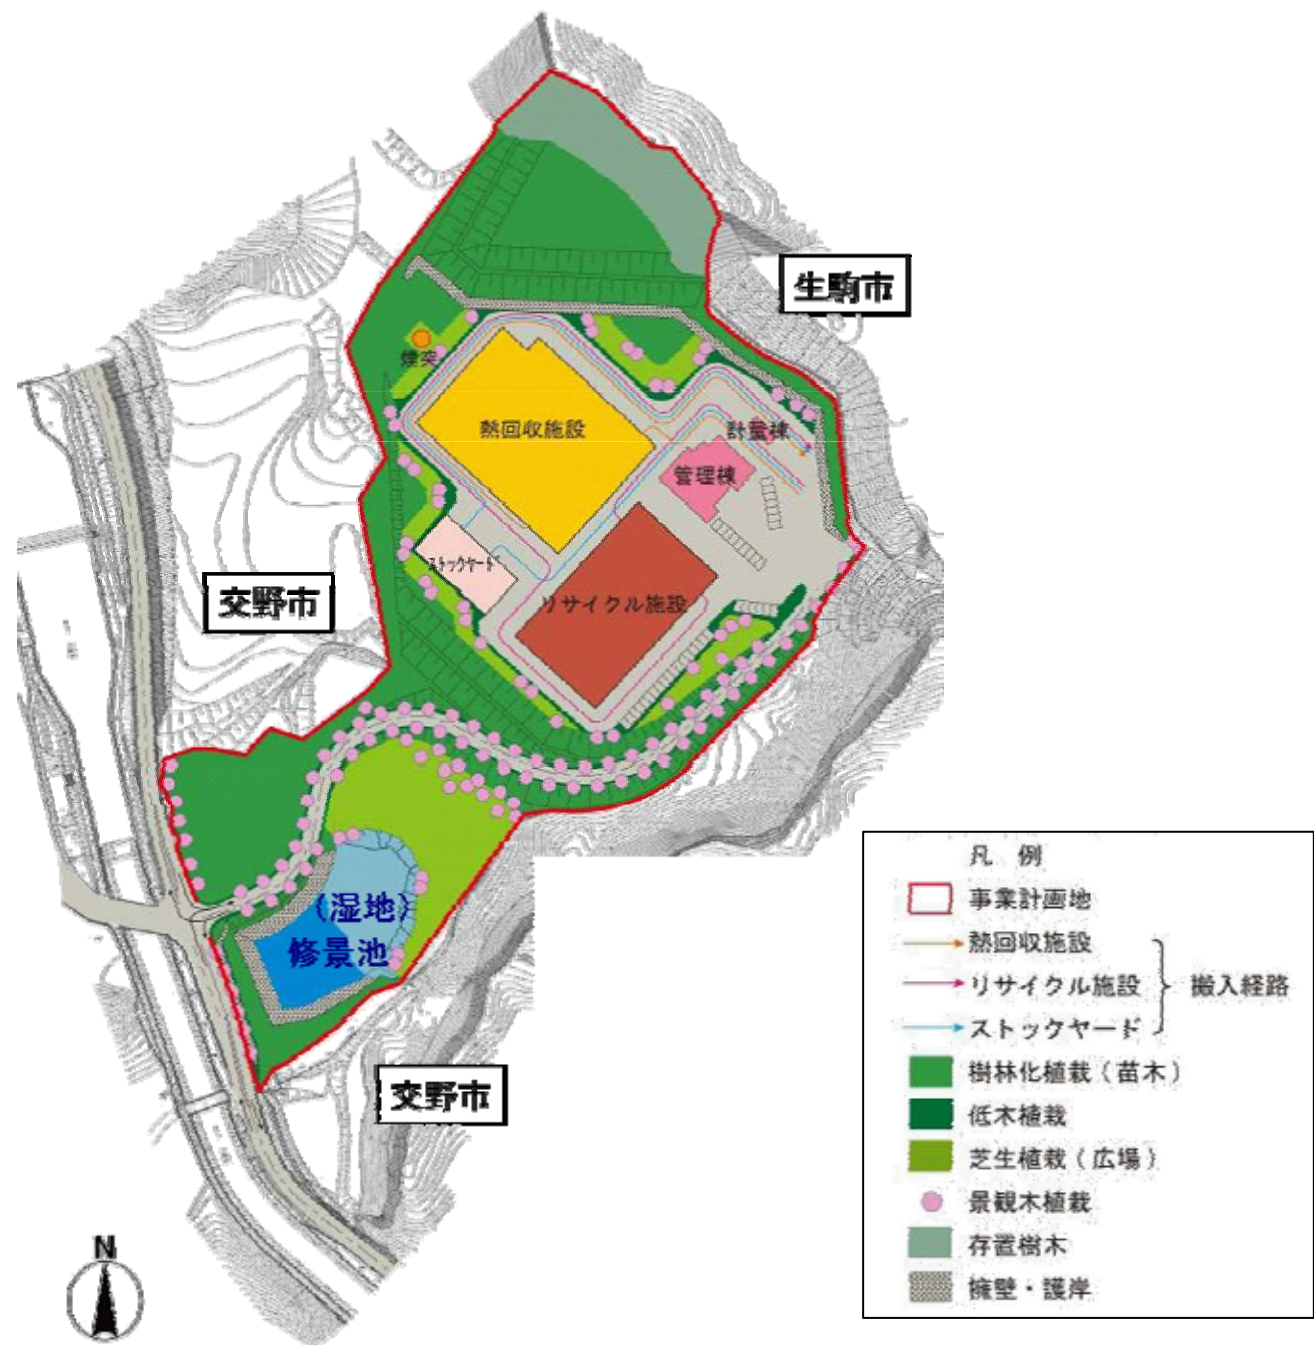 生駒市
煙突
熱回収施設
計量棟
管理棟
ストックヤード
交野市
リサイクル施設
(湿地)
修景池
交野市
N
凡 例
事業計画地
熱回収施設
リサイクル施設
搬入経路
ストックヤード
樹林化植栽(苗木)
低木植栽
芝生植栽(広場)
景観木植栽
存置樹木
擁壁・護岸